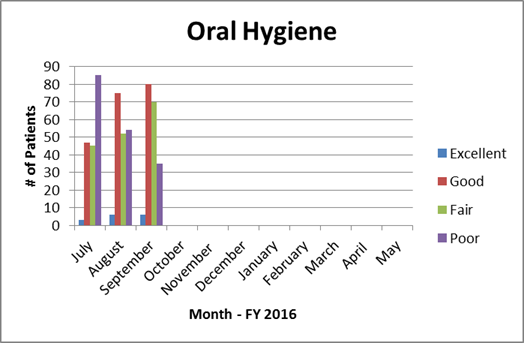 Oral Hygiene
# of Patients
90
80
70
60
50
40
30
20
10
0
July
August
September
October
November
December
January
February
March
April
May
Month - FY 2016
Excellent
Good
Fair
Poor